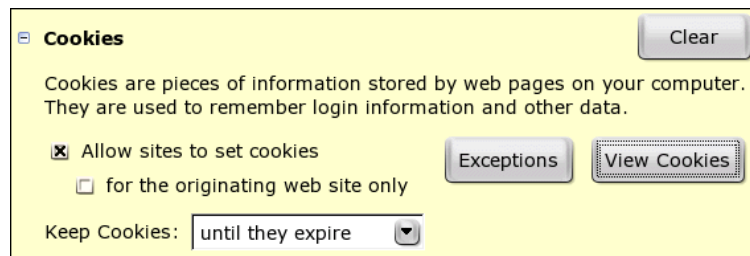 Cookies
Clear
Cookies are pieces of information stored by web pages on your computer.
They are used to remember login information and other data.
Allow sites to set cookies
Exceptions
View Cookies
for the originating web site only
Keep Cookies: until they expire